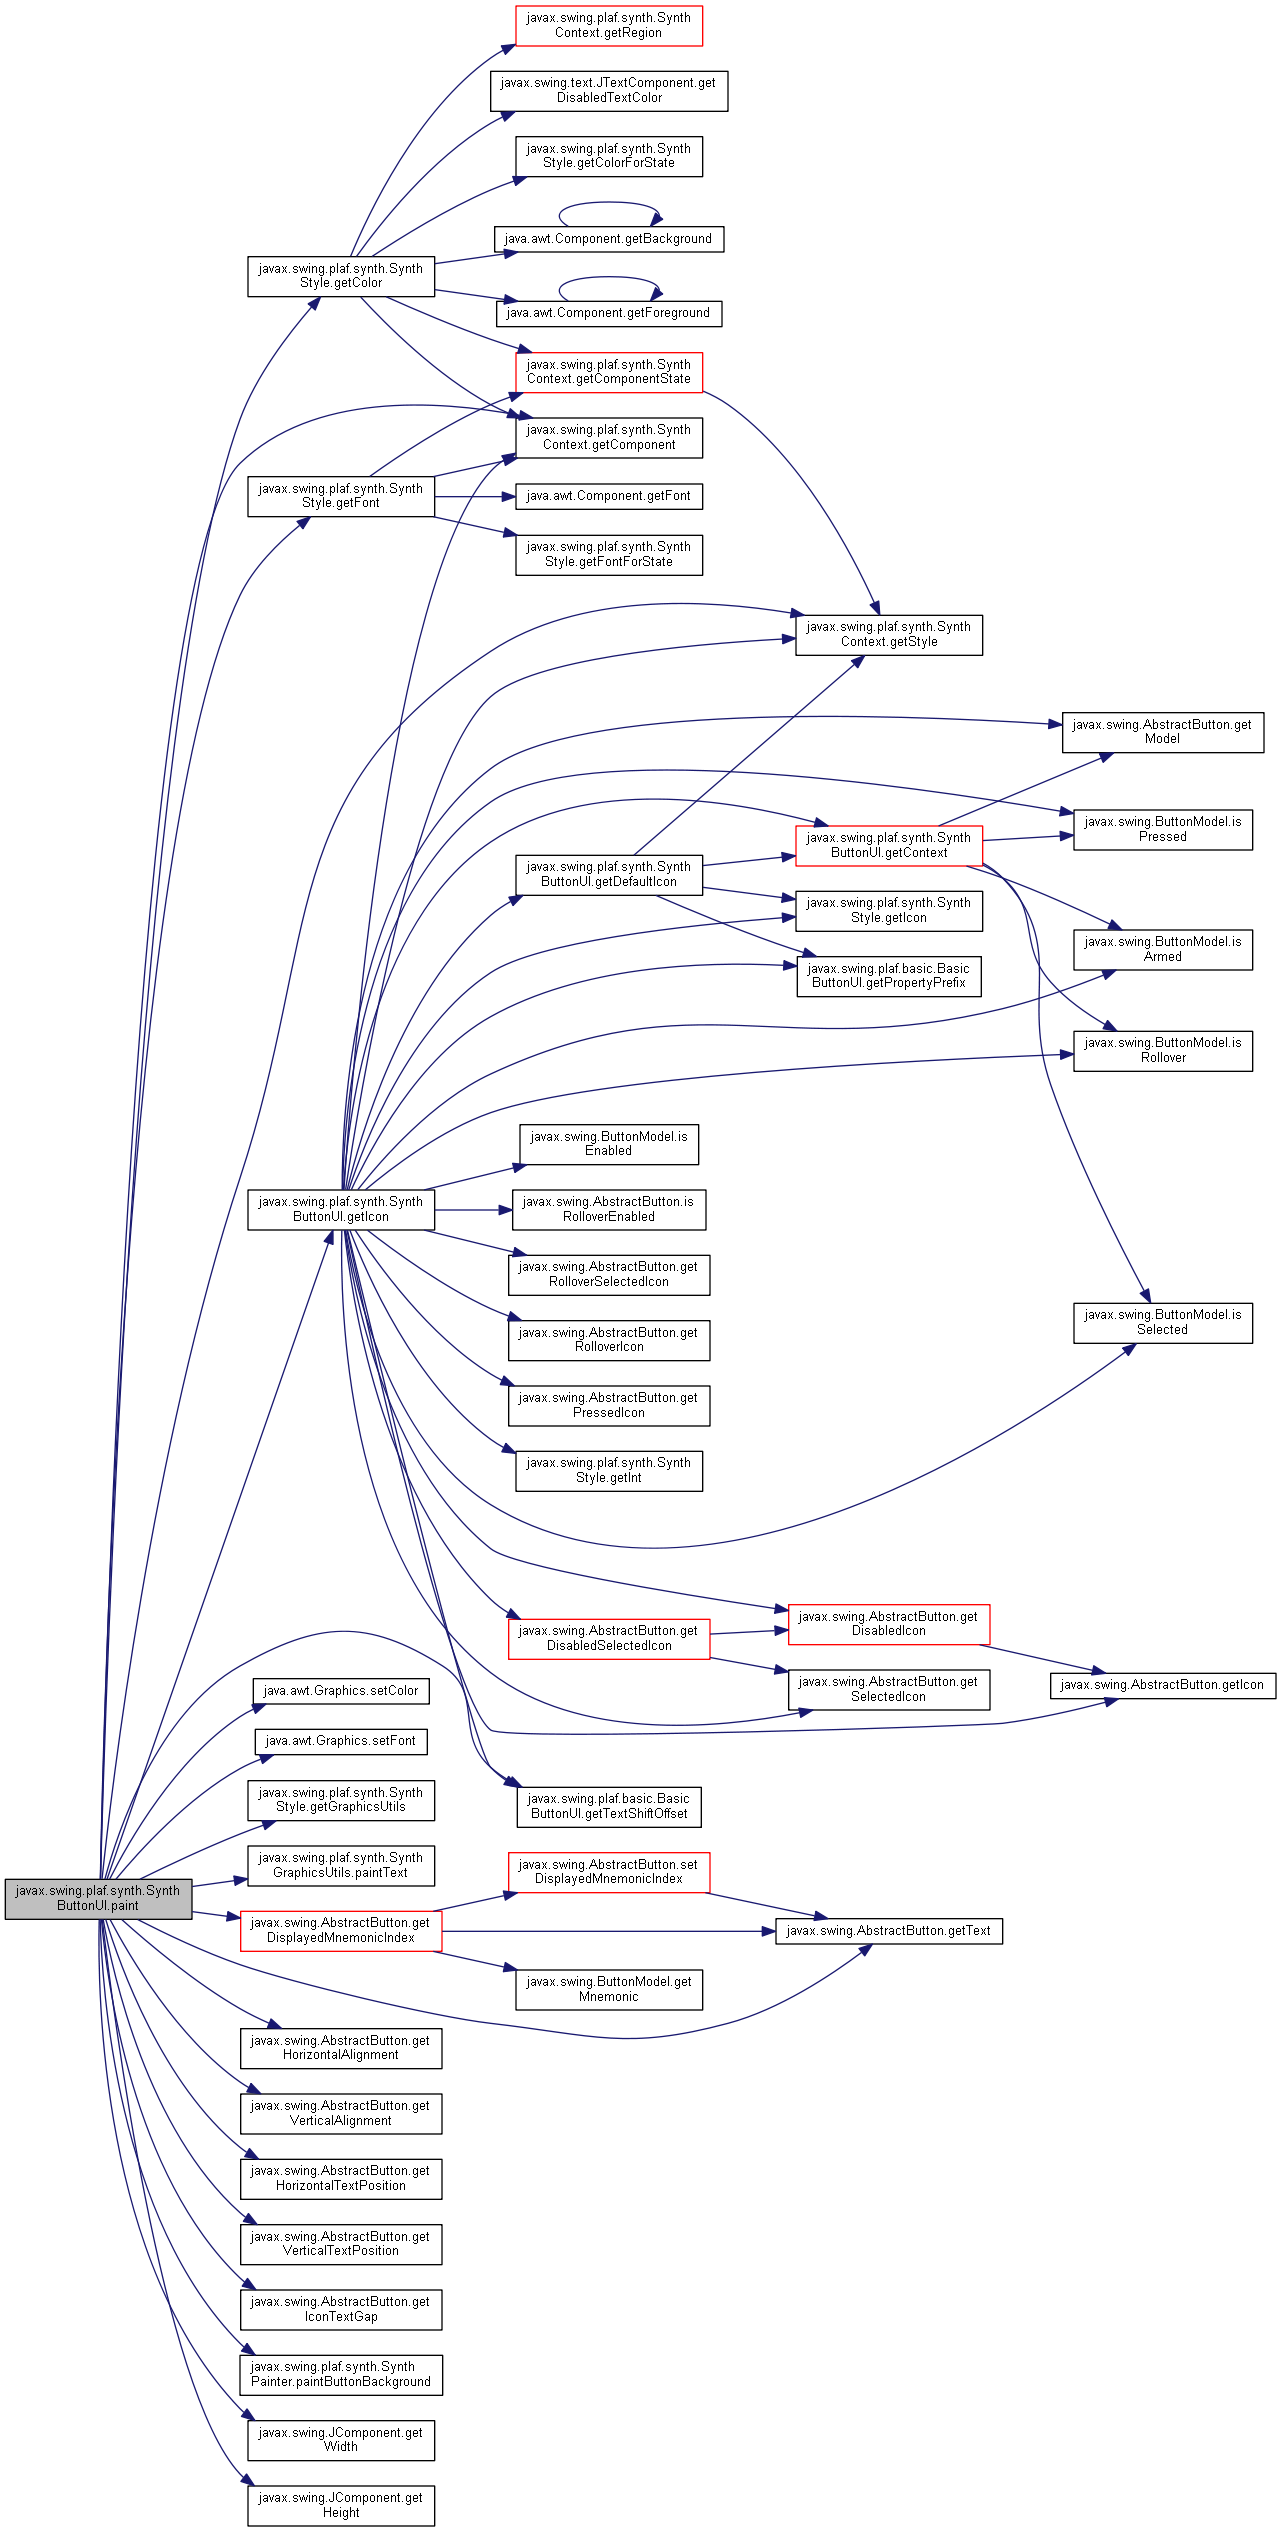 javax.swing.plaf.synth.Synth
Context.getRegion
javax.swing.text.JTextComponent.get
DisabledTextColor
javax.swing.plaf.synth.Synth
Style.getColorForState
java.awt.Component.getBackground
javax.swing.plaf.synth.Synth
Style.getColor
java.awt.Component.getForeground
javax.swing.plaf.synth.Synth
Context.getComponentState
javax.swing.plaf.synth.Synth
Context.getComponent
javax.swing.plaf.synth.Synth
Style.getFont
java.awt.Component.getFont
javax.swing.plaf.synth.Synth
Style.getFontForState
javax.swing.plaf.synth.Synth
Context.getStyle
javax.swing.AbstractButton.get
Model
javax.swing.ButtonModel.is
Pressed
javax.swing.plaf.synth.Synth
ButtonUI.getContext
javax.swing.plaf.synth.Synth
ButtonUI.getDefaultIcon
javax.swing.plaf.synth.Synth
Style.getIcon
javax.swing.ButtonModel.is
Armed
javax.swing.plaf.basic.Basic
ButtonUI.getPropertyPrefix
javax.swing.ButtonModel.is
Rollover
javax.swing.ButtonModel.is
Enabled
javax.swing.plaf.synth.Synth
ButtonUI.getIcon
javax.swing.AbstractButton.is
RolloverEnabled
javax.swing.AbstractButton.get
RolloverSelectedIcon
javax.swing.ButtonModel.is
Selected
javax.swing.AbstractButton.get
RolloverIcon
javax.swing.AbstractButton.get
PressedIcon
javax.swing.plaf.synth.Synth
Style.getInt
javax.swing.AbstractButton.get
DisabledIcon
javax.swing.AbstractButton.get
DisabledSelectedIcon
javax.swing.AbstractButton.get
SelectedIcon
javax.swing.AbstractButton.getIcon
java.awt.Graphics.setColor
java.awt.Graphics.setFont
javax.swing.plaf.synth.Synth
Style.getGraphicsUtils
javax.swing.plaf.basic.Basic
ButtonUI.getTextShiftOffset
javax.swing.plaf.synth.Synth
GraphicsUtils.paintText
javax.swing.AbstractButton.set
DisplayedMnemonicIndex
javax.swing.plaf.synth.Synth
ButtonUI.paint
javax.swing.AbstractButton.get
DisplayedMnemonicIndex
javax.swing.AbstractButton.getText
javax.swing.ButtonModel.get
Mnemonic
javax.swing.AbstractButton.get
HorizontalAlignment
javax.swing.AbstractButton.get
VerticalAlignment
javax.swing.AbstractButton.get
HorizontalTextPosition
javax.swing.AbstractButton.get
VerticalTextPosition
javax.swing.AbstractButton.get
IconTextGap
javax.swing.plaf.synth.Synth
Painter.paintButtonBackground
javax.swing.JComponent.get
Width
javax.swing.JComponent.get
Height